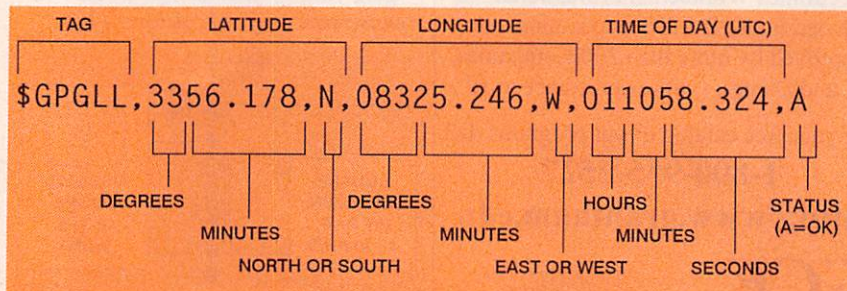 TAG LATITUDE LONGITUDE TIME OF DAY (UTC)
$GPGLL,3356.178,N,08325.246,W,011058.324,A
DEGREES DEGREES HOURS STATUS
(A=OK)
MINUTES MINUTES MINUTES
NORTH OR SOUTH EAST OR WEST SECONDS